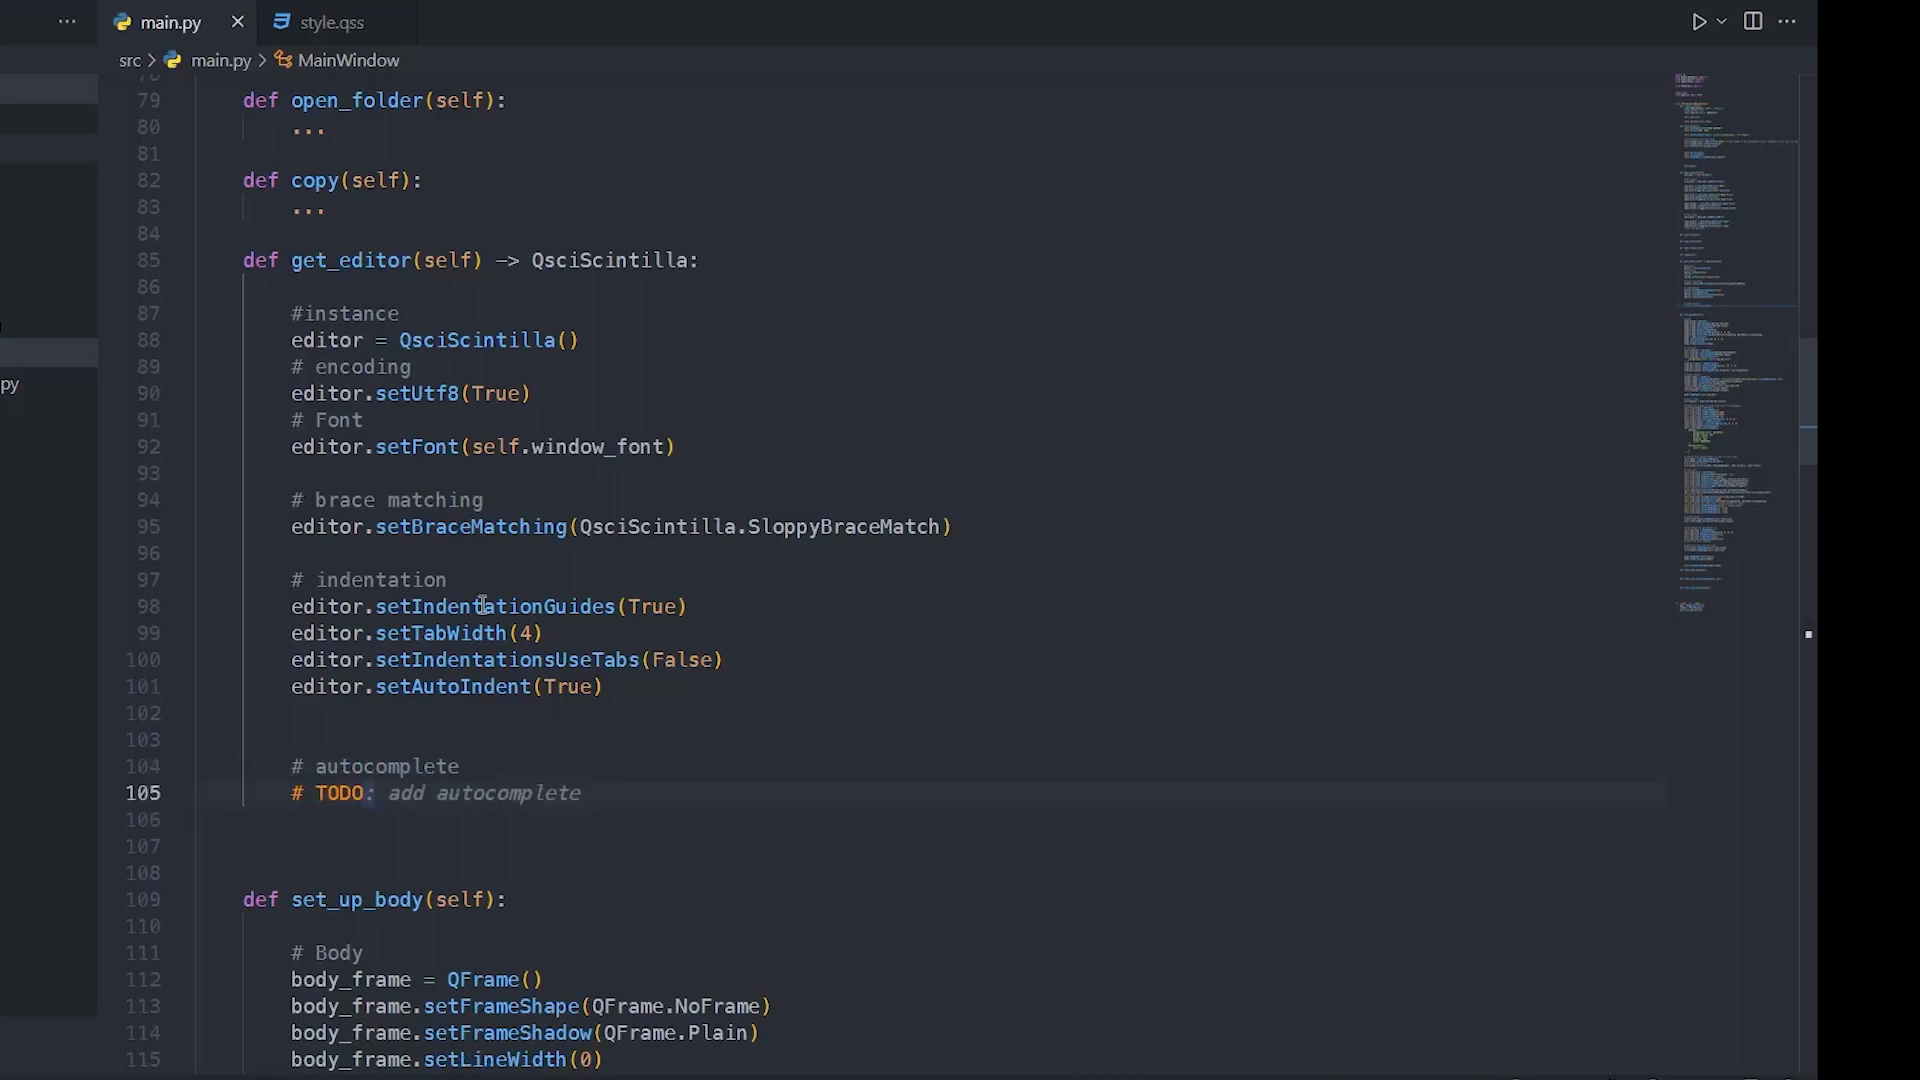 ··· main.py × style.qss ···
src > main.py > MainWindow
79 def open_folder(self):
80 ...
81
82 def copy(self):
83 ...
84
85 def get_editor(self) -> QsciScintilla:
86
87 #instance
88 editor = QsciScintilla()
89 # encoding
90 editor.setUtf8(True)
91 # Font
92 editor.setFont(self.window_font)
93
94 # brace matching
95 editor.setBraceMatching(QsciScintilla.SloppyBraceMatch)
96
97 # indentation
98 editor.setIndentationGuides(True)
99 editor.setTabWidth(4)
100 editor.setIndentationsUseTabs(False)
101 editor.setAutoIndent(True)
102
103
104 # autocomplete
105 # TODO: add autocomplete
106
107
108
109 def set_up_body(self):
110
111 # Body
112 body_frame = QFrame()
113 body_frame.setFrameShape(QFrame.NoFrame)
114 body_frame.setFrameShadow(QFrame.Plain)
115 body_frame.setLineWidth(0)
py